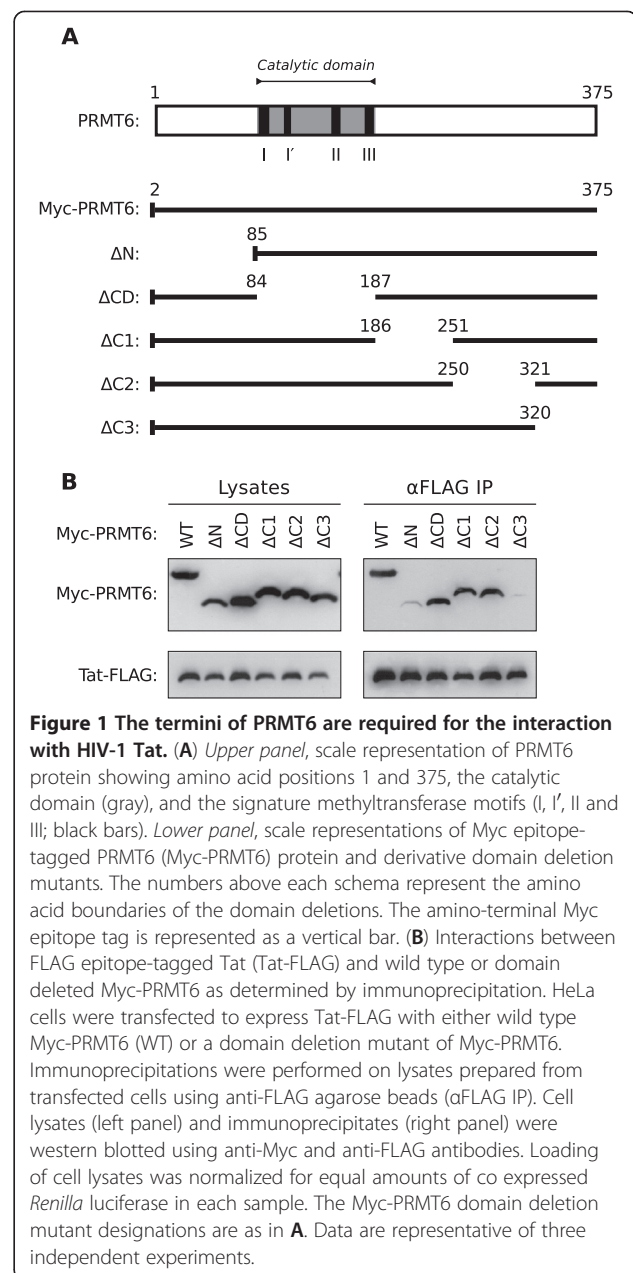 A
Catalytic domain
1 375
PRMT6:
I I′ II III
2 375
Myc-PRMT6:
85
ΔN:
84 187
ΔCD:
186 251
ΔC1:
250 321
ΔC2:
320
ΔC3:
B
Lysates αFLAG IP
Myc-PRMT6: WT ΔN ΔCD ΔC1 ΔC2 ΔC3 WT ΔN ΔCD ΔC1 ΔC2 ΔC3
Myc-PRMT6:
Tat-FLAG:
Figure 1 The termini of PRMT6 are required for the interaction
with HIV-1 Tat. (A) Upper panel, scale representation of PRMT6
protein showing amino acid positions 1 and 375, the catalytic
domain (gray), and the signature methyltransferase motifs (I, I′, II and
III; black bars). Lower panel, scale representations of Myc epitope-
tagged PRMT6 (Myc-PRMT6) protein and derivative domain deletion
mutants. The numbers above each schema represent the amino
acid boundaries of the domain deletions. The amino-terminal Myc
epitope tag is represented as a vertical bar. (B) Interactions between
FLAG epitope-tagged Tat (Tat-FLAG) and wild type or domain
deleted Myc-PRMT6 as determined by immunoprecipitation. HeLa
cells were transfected to express Tat-FLAG with either wild type
Myc-PRMT6 (WT) or a domain deletion mutant of Myc-PRMT6.
Immunoprecipitations were performed on lysates prepared from
transfected cells using anti-FLAG agarose beads (αFLAG IP). Cell
lysates (left panel) and immunoprecipitates (right panel) were
western blotted using anti-Myc and anti-FLAG antibodies. Loading
of cell lysates was normalized for equal amounts of co expressed
Renilla luciferase in each sample. The Myc-PRMT6 domain deletion
mutant designations are as in A. Data are representative of three
independent experiments.